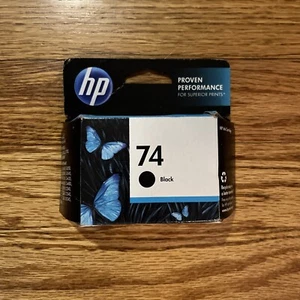 hp
PROVEN
PERFORMANCE
FOR SUPERIOR PRINTS
74
Black